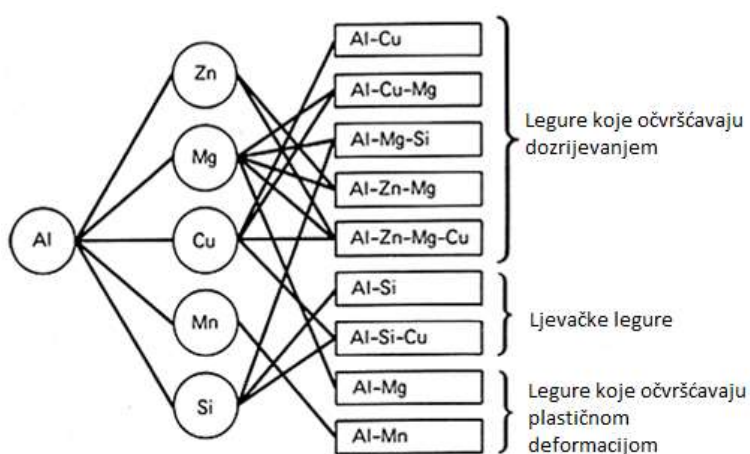 Al
Zn
Mg
Cu
Mn
Si
Al-Cu
Al-Cu-Mg
Al-Mg-Si
Al-Zn-Mg
Al-Zn-Mg-Cu
Al-Si
Al-Si-Cu
Al-Mg
Al-Mn
Legure koje očvršćavaju
dozrijevanjem
Ljevačke legure
Legure koje očvršćavaju
plastičnom
deformacijom